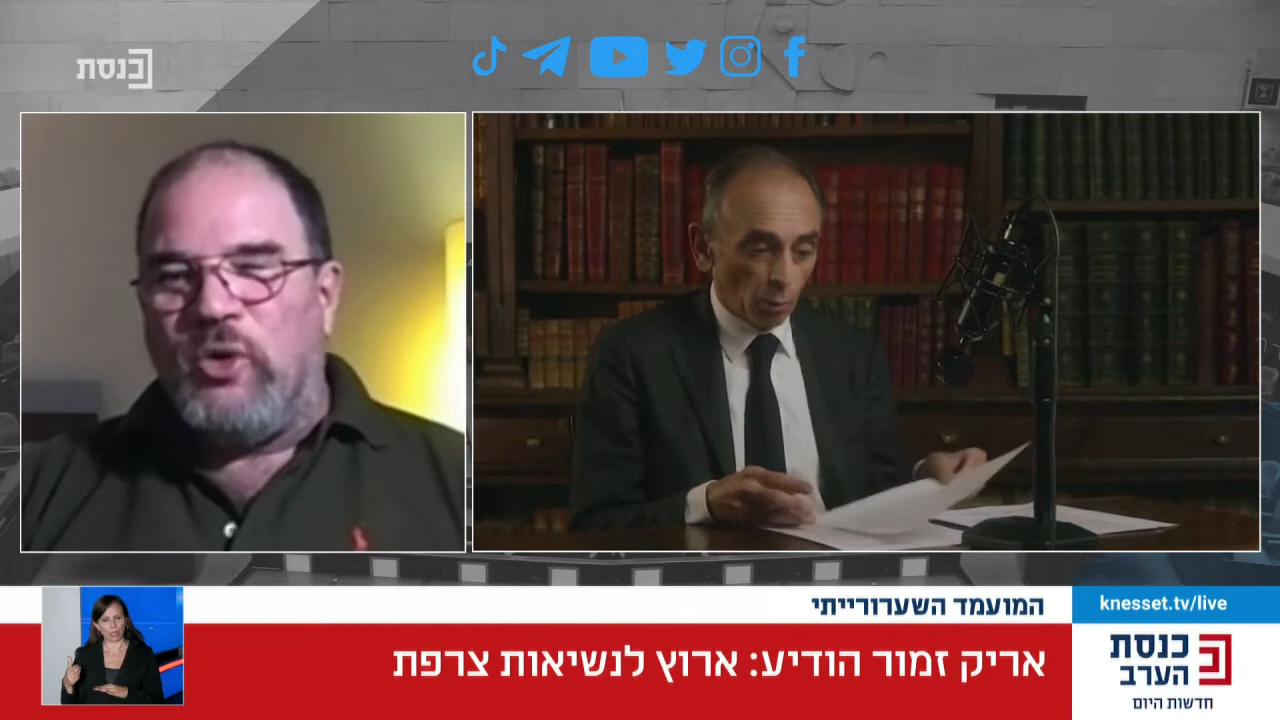 כנסת
המועמד השערורייתי
knesset.tv/live
אריק זמור הודיע: ארוץ לנשיאות צרפת
כנסת
הערב
חדשות היום